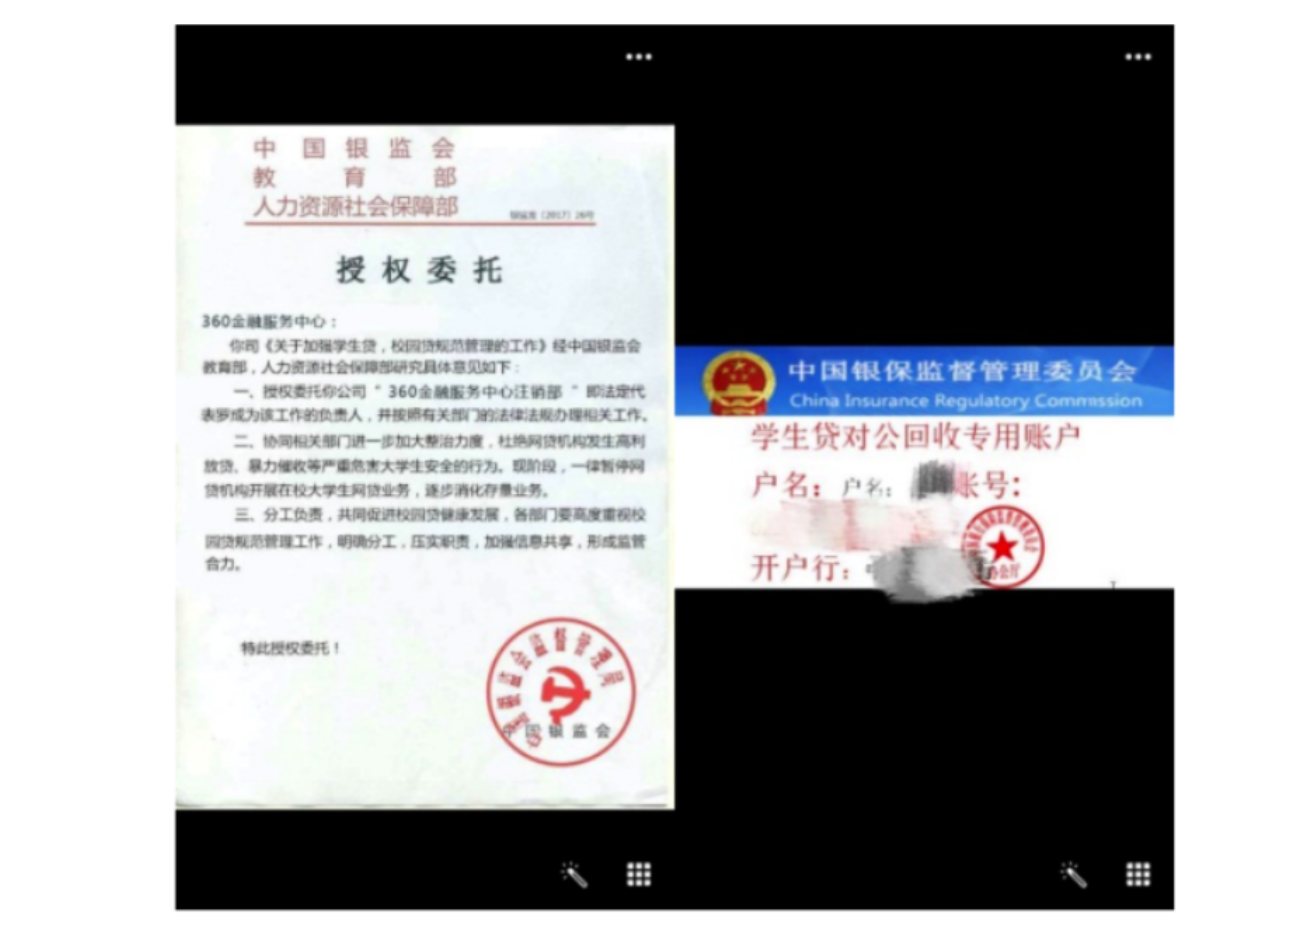 中国银监会
教育部
人力资源社会保障部
银监发〔2017〕26号
授权委托
360金融服务中心：
你司《关于加强学生贷，校园贷规范管理的工作》经中国银监会
教育部，人力资源社会保障部研究具体意见如下：
一、授权委托你公司“360金融服务中心注销部”即法定代
表罗成为该工作的负责人，并按照有关部门的法律法规办理相关工作。
二、协同相关部门进一步加大整治力度，杜绝网贷机构发生高利
放贷、暴力催收等严重危害大学生安全的行为。现阶段，一律暂停网
贷机构开展在校大学生网贷业务，逐步消化存量业务。
三、分工负责，共同促进校园贷健康发展，各部门要高度重视校
园贷规范管理工作，明确分工，压实职责，加强信息共享，形成监管
合力。
特此授权委托！
中国银监会
中国银保监督管理委员会
China Insurance Regulatory Commission
学生贷对公回收专用账户
户名：户名：
账号：
开户行：
办公厅